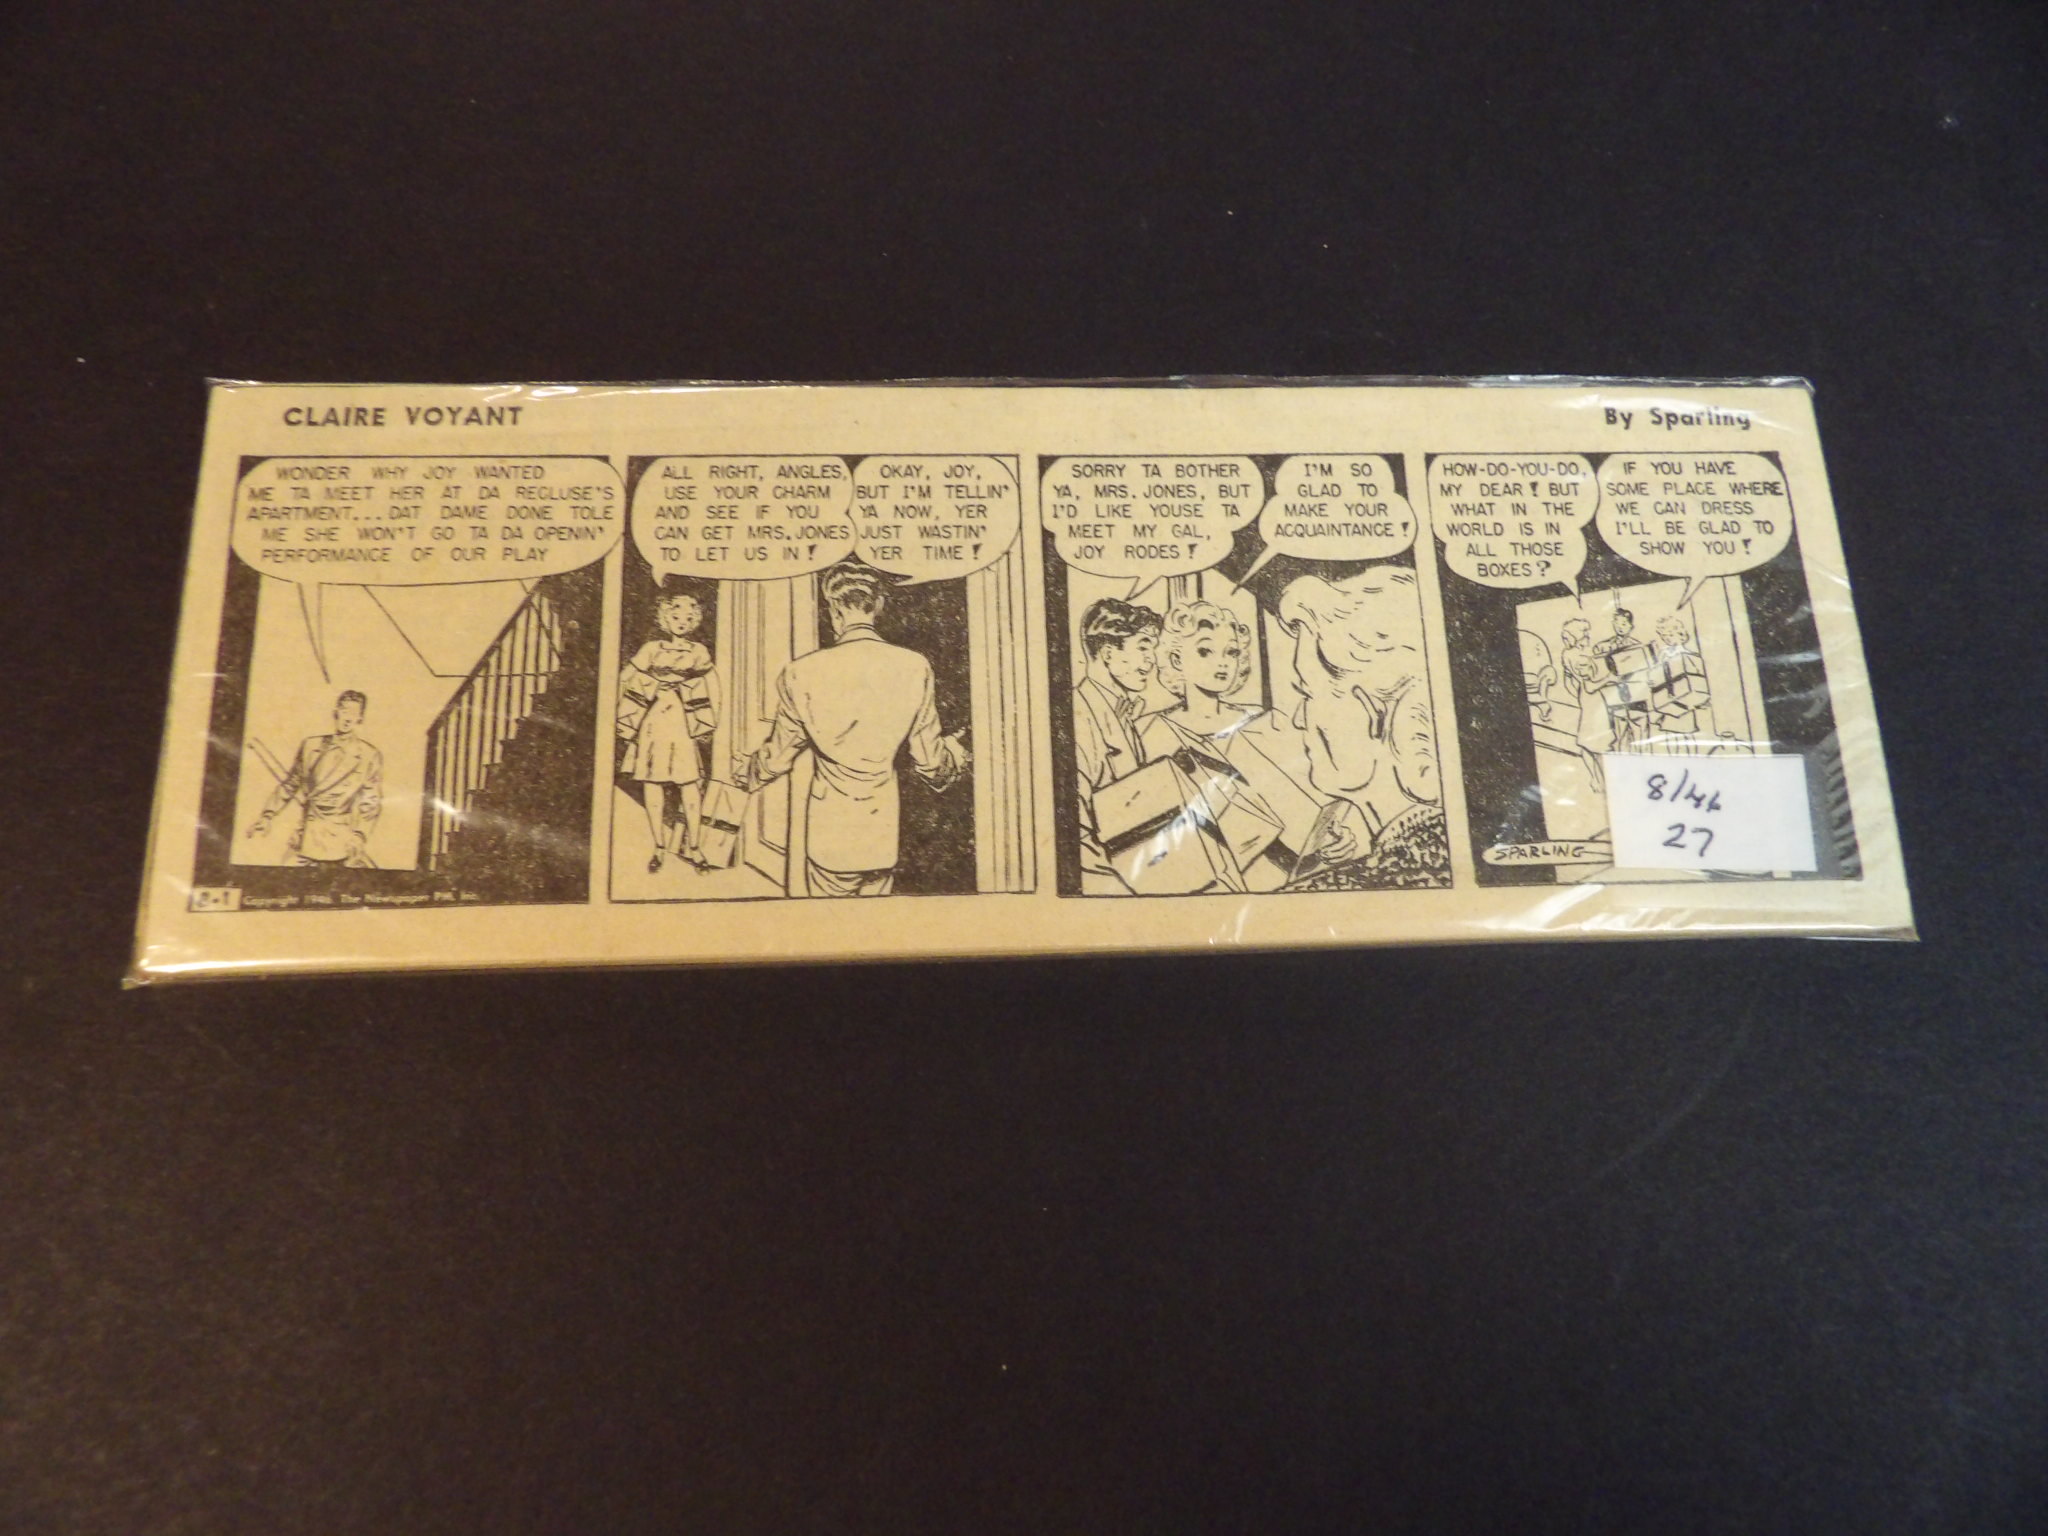 CLAIRE VOYANT
By Sparling
WONDER WHY JOY WANTED
ME TA MEET HER AT DA RECLUSE'S
APARTMENT... DAT DAME DONE TOLE
ME SHE WON'T GO TA DA OPENIN'
PERFORMANCE OF OUR PLAY
8-1 Copyright 1946 The Newspaper PM, Inc.
ALL RIGHT, ANGLES,
USE YOUR CHARM
AND SEE IF YOU
CAN GET MRS. JONES
TO LET US IN!
OKAY, JOY,
BUT I'M TELLIN'
YA NOW, YER
JUST WASTIN'
YER TIME!
SORRY TA BOTHER
YA, MRS. JONES, BUT
I'D LIKE YOUSE TA
MEET MY GAL,
JOY RODES!
I'M SO
GLAD TO
MAKE YOUR
ACQUAINTANCE!
HOW-DO-YOU-DO,
MY DEAR! BUT
WHAT IN THE
WORLD IS IN
ALL THOSE
BOXES?
IF YOU HAVE
SOME PLACE WHERE
WE CAN DRESS
I'LL BE GLAD TO
SHOW YOU!
SPARLING
8/46
27